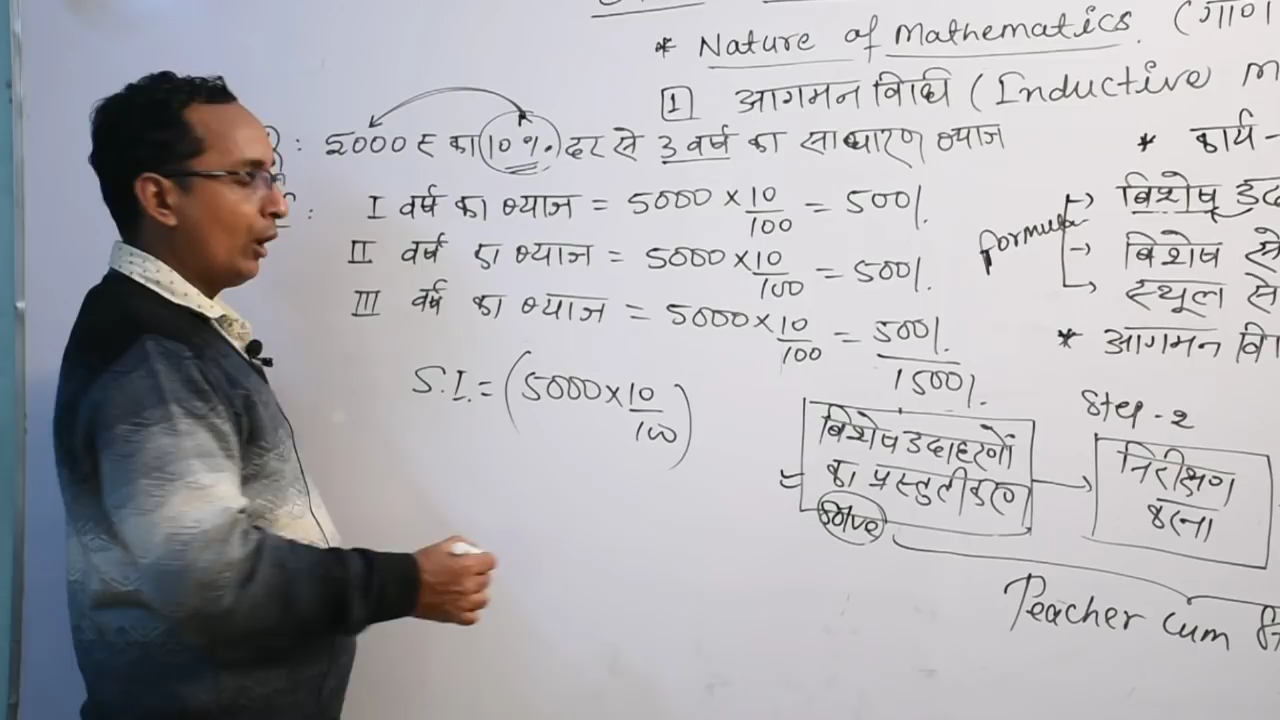 * Nature of Mathematics. (
1 आगमन विधि (Inductive M
: 5000 ₹ का 10%. दर से 3 वर्ष का साधारण ब्याज
: I वर्ष का ब्याज = 5000 × 10/100 = 500/.
II वर्ष का ब्याज = 5000 × 10/100 = 500/.
III वर्ष का ब्याज = 5000 × 10/100 = 500/.
1500/.
S.I. = (5000 × 10/100)
* कार्य-
formula
→ विशेष उद
→ विशेष से
→ स्थूल से
* आगमन वि
विशेष उदाहरणों
का प्रस्तुतीकरण
Solve
Step-2
निरीक्षण
करना
Teacher cum